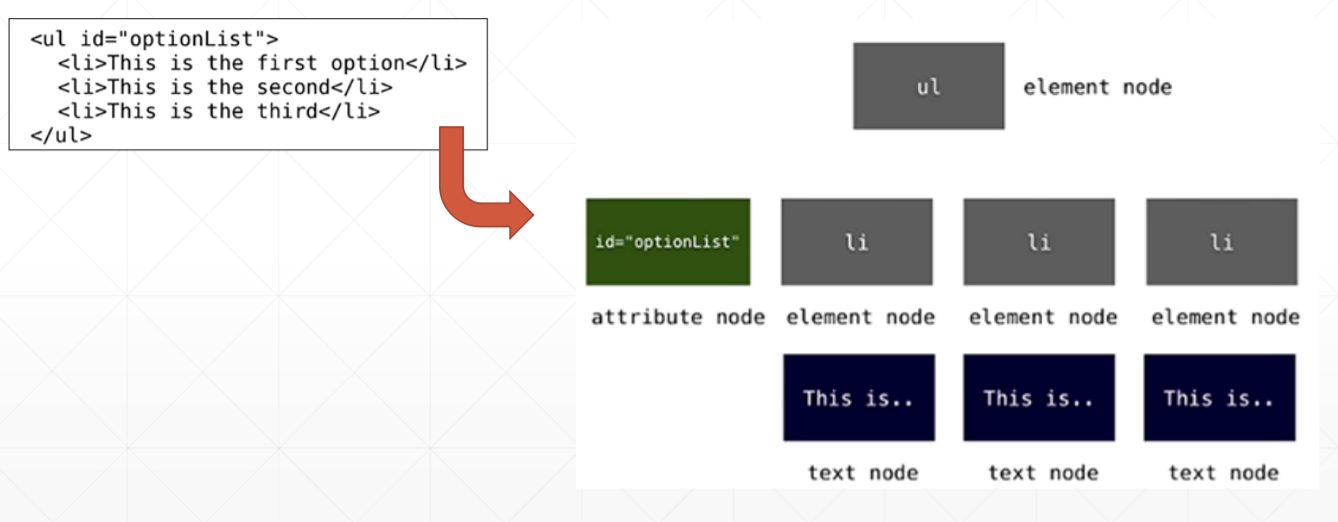 <ul id="optionList">
<li>This is the first option</li>
<li>This is the second</li>
<li>This is the third</li>
</ul>
ul element node
id="optionList" li li li
attribute node element node element node element node
This is.. This is.. This is..
text node text node text node